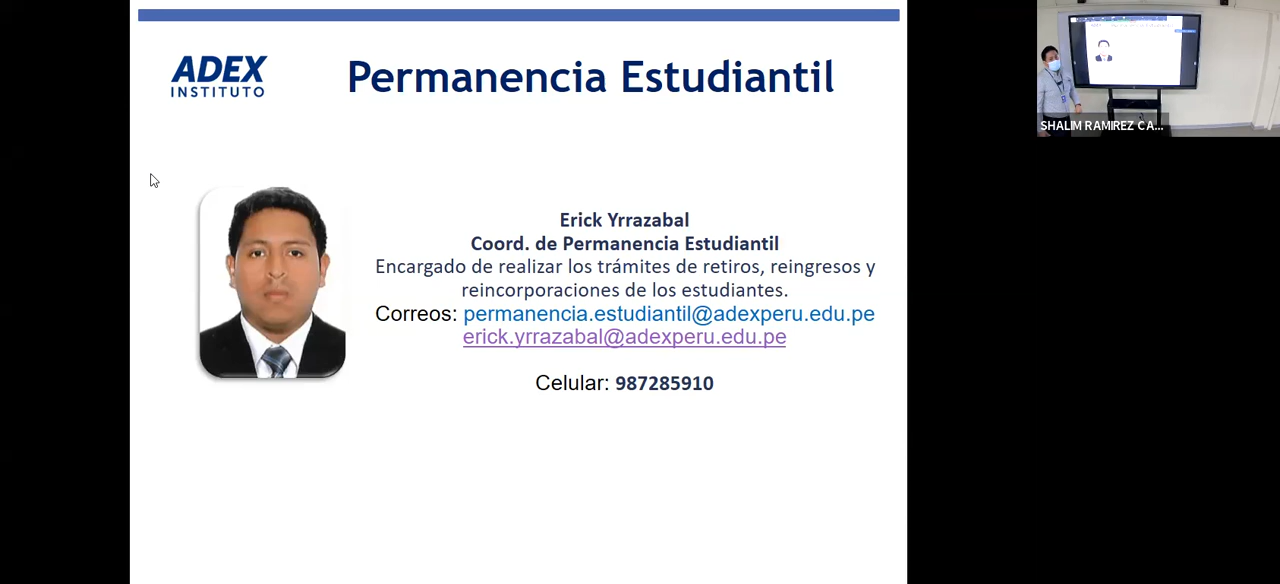 ADEX
INSTITUTO
Permanencia Estudiantil
SHALIM RAMIREZ CA...
Erick Yrrazabal
Coord. de Permanencia Estudiantil
Encargado de realizar los trámites de retiros, reingresos y
reincorporaciones de los estudiantes.
Correos: permanencia.estudiantil@adexperu.edu.pe
erick.yrrazabal@adexperu.edu.pe
Celular: 987285910